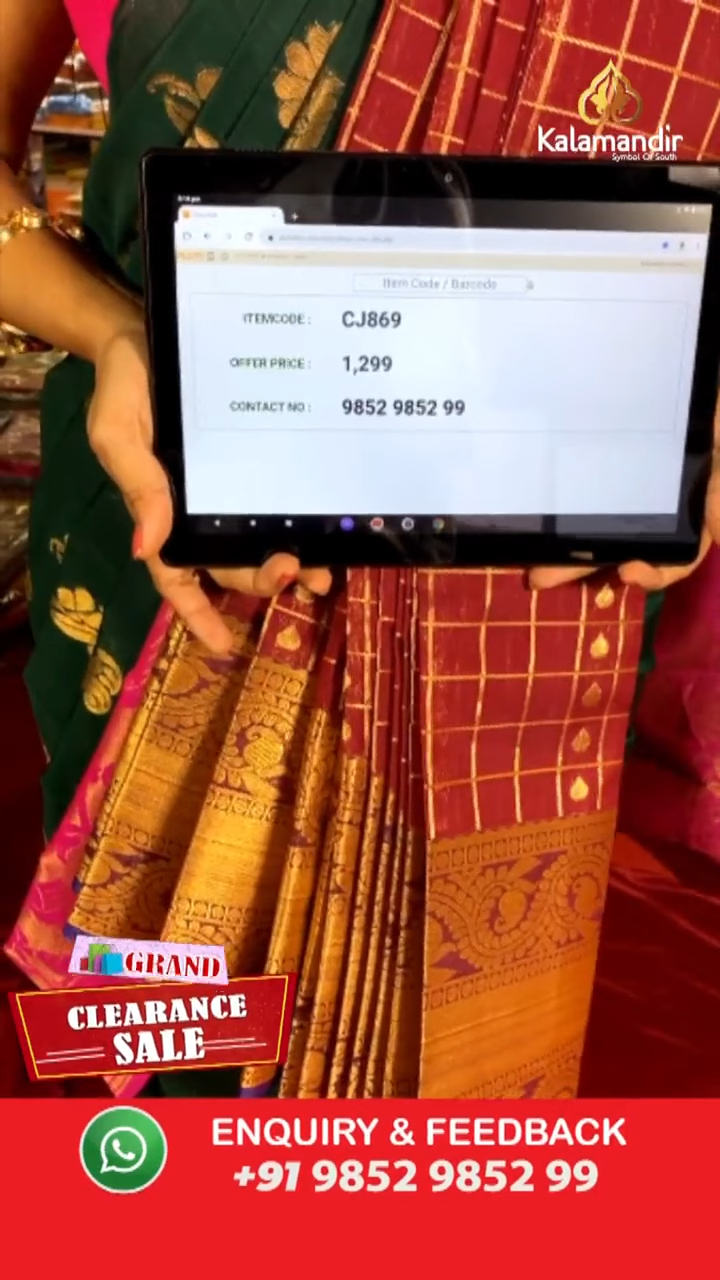 Kalamandir
Symbol Of South
Item Code / Barcode
ITEMCODE : CJ869
OFFER PRICE : 1,299
CONTACT NO : 9852 9852 99
GRAND
CLEARANCE
SALE
ENQUIRY & FEEDBACK
+91 9852 9852 99